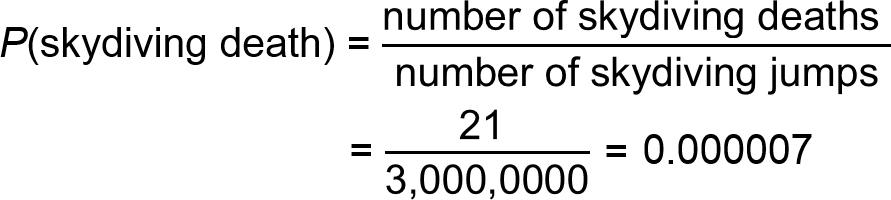 P(skydiving death) = number of skydiving deaths / number of skydiving jumps
= 21 / 3,000,0000 = 0.000007